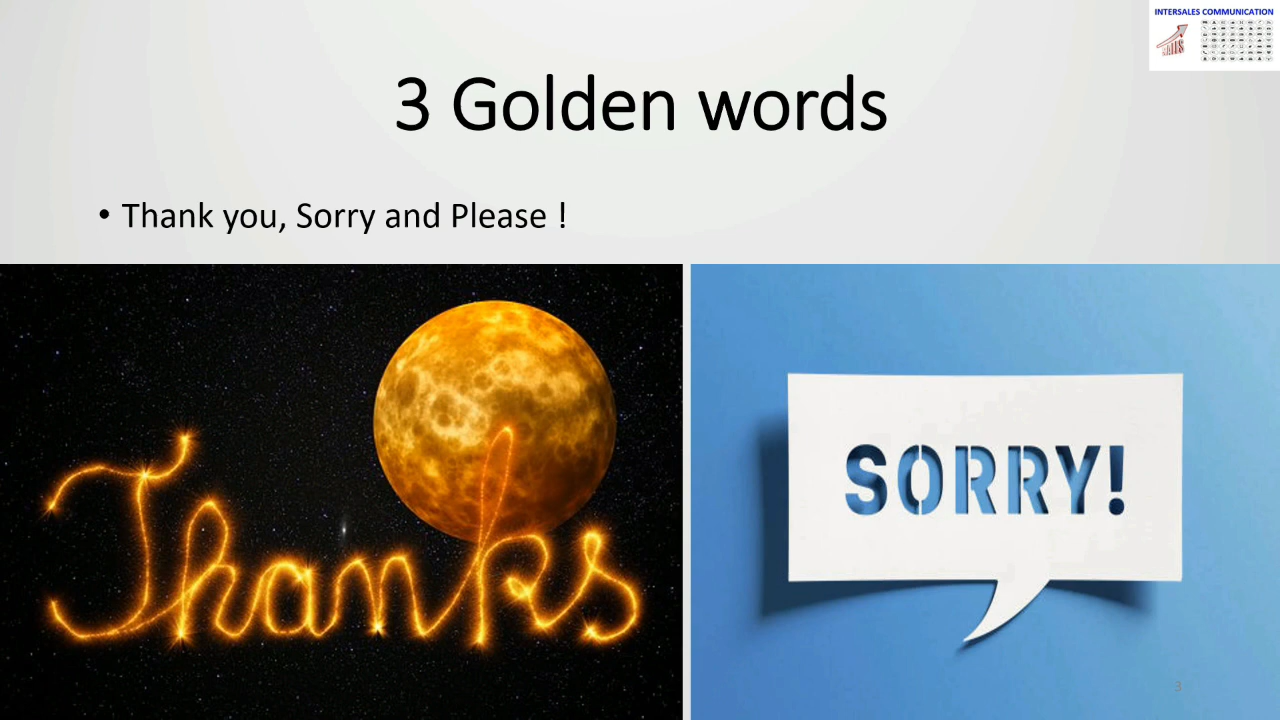 INTERSALES COMMUNICATION
3 Golden words
• Thank you, Sorry and Please !
Thanks
SORRY!
3